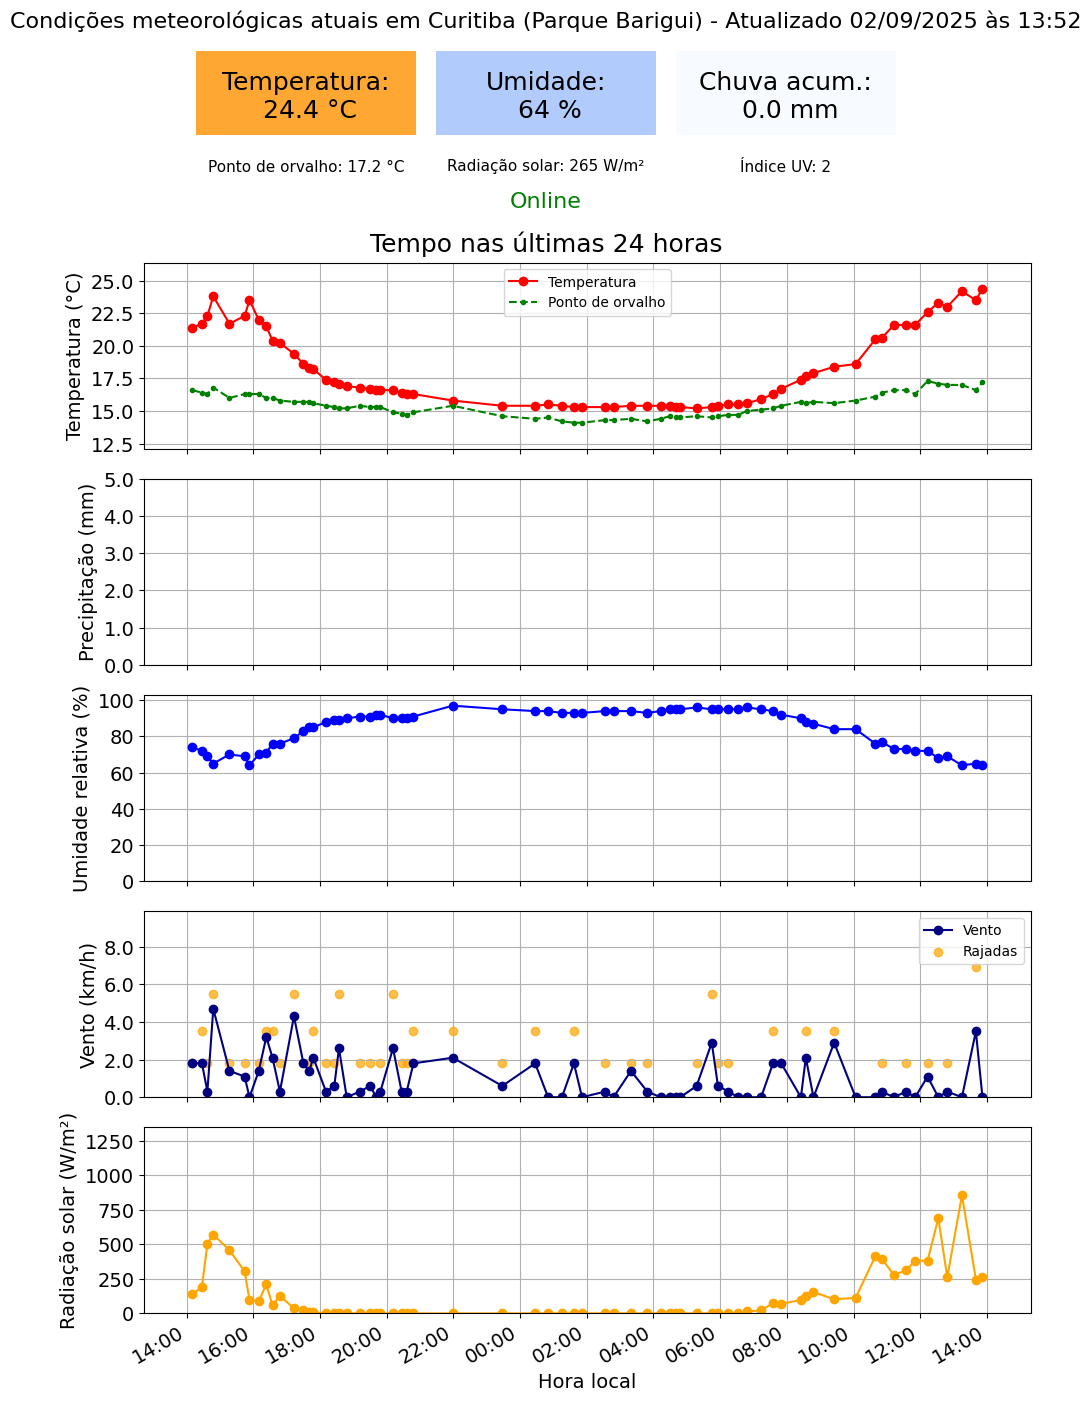 Condições meteorológicas atuais em Curitiba (Parque Barigui) - Atualizado 02/09/2025 às 13:52
Temperatura:
24.4 °C
Umidade:
64 %
Chuva acum.:
0.0 mm
Ponto de orvalho: 17.2 °C
Radiação solar: 265 W/m²
Índice UV: 2
Online
Tempo nas últimas 24 horas
Temperatura (°C)
25.0
22.5
20.0
17.5
15.0
12.5
Temperatura
Ponto de orvalho
Precipitação (mm)
5.0
4.0
3.0
2.0
1.0
0.0
Umidade relativa (%)
100
80
60
40
20
0
Vento (km/h)
8.0
6.0
4.0
2.0
0.0
Vento
Rajadas
Radiação solar (W/m²)
1250
1000
750
500
250
0
14:00
16:00
18:00
20:00
22:00
00:00
02:00
04:00
06:00
08:00
10:00
12:00
14:00
Hora local